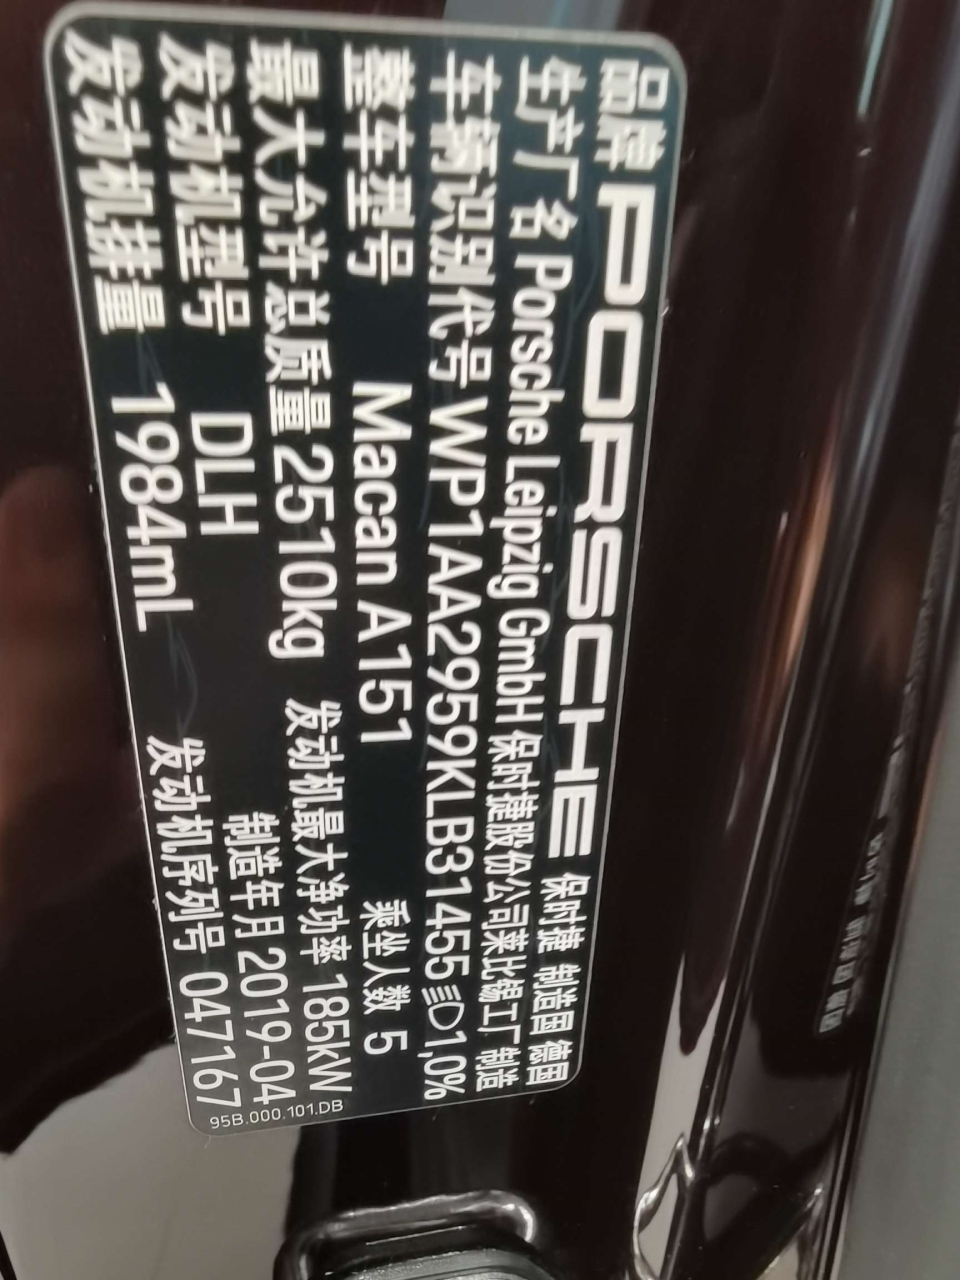 品牌 PORSCHE 保时捷 制造国 德国
生产厂名 Porsche Leipzig GmbH 保时捷股份公司莱比锡工厂 制造
车辆识别代号 WP1AA2959KLB31455 1,0%
整车型号 Macan A151 乘坐人数 5
最大允许总质量 2510kg 发动机最大净功率 185kW
发动机型号 DLH 制造年月 2019-04
发动机排量 1984mL 发动机序列号 047167
95B.000.101.DB